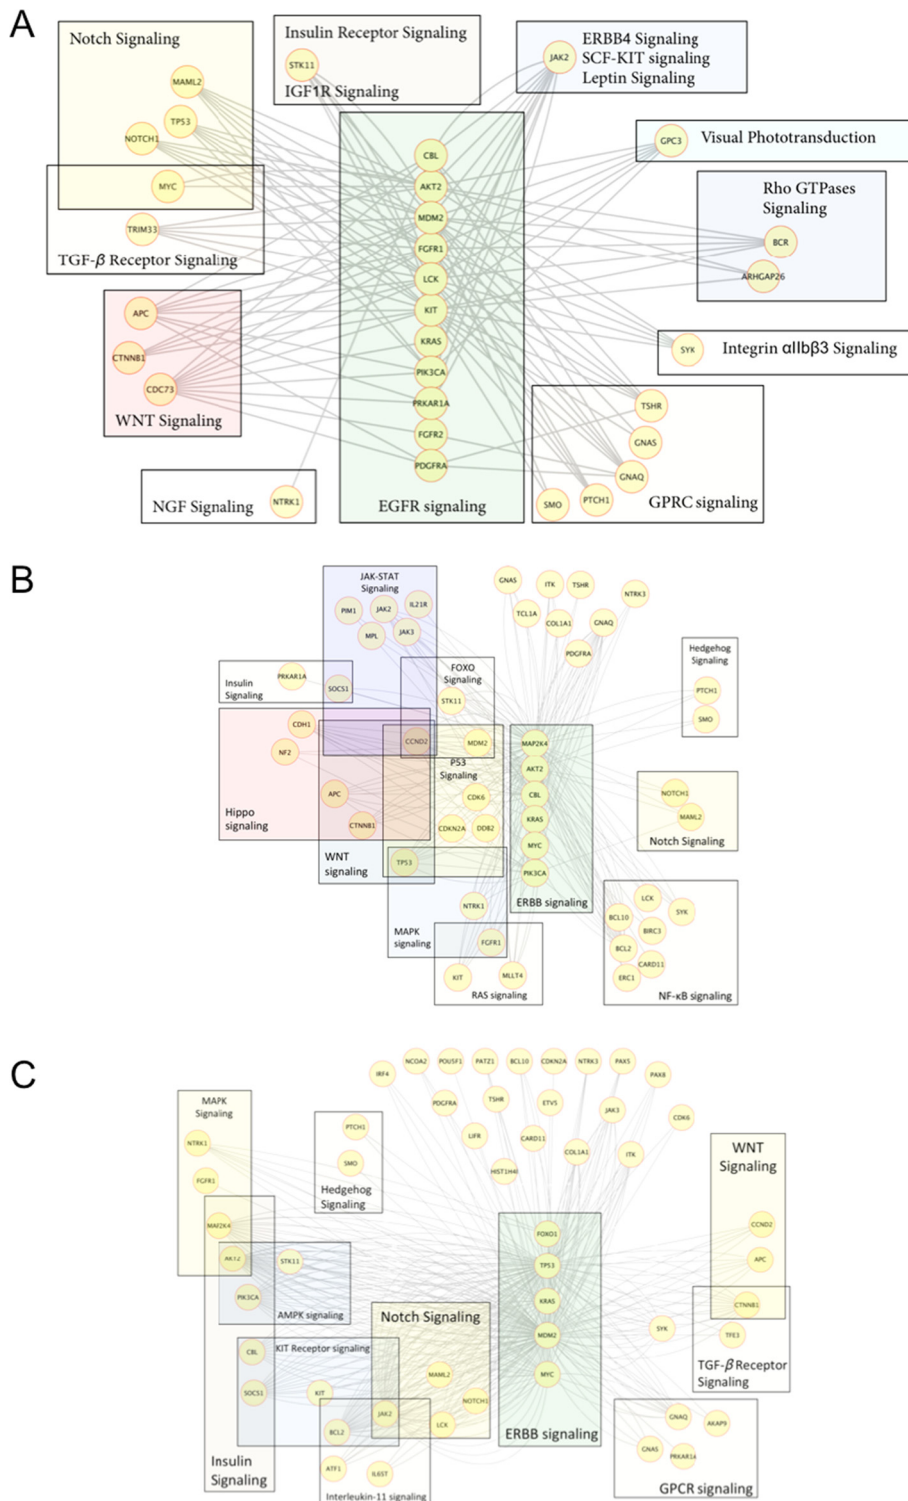 A
Notch Signaling
MAML2
TP53
NOTCH1
MYC
TRIM33
TGF-β Receptor Signaling
Insulin Receptor Signaling
STK11
IGF1R Signaling
JAK2
ERBB4 Signaling
SCF-KIT signaling
Leptin Signaling
GPC3
Visual Phototransduction
Rho GTPases
Signaling
BCR
ARHGAP26
SYK
Integrin αIIbβ3 Signaling
APC
CTNNB1
CDC73
WNT Signaling
CBL
AKT2
MDM2
FGFR1
LCK
KIT
KRAS
PIK3CA
PRKAR1A
FGFR2
PDGFRA
EGFR signaling
TSHR
GNAS
GNAQ
PTCH1
SMO
GPRC signaling
NGF Signaling
NTRK1
B
JAK-STAT
Signaling
PIM1
JAK2
IL21R
MPL
JAK3
Insulin
Signaling
PRKAR1A
SOCS1
FOXO
Signaling
STK11
CDH1
NF2
CCND2
MDM2
P53
Signaling
APC
CTNNB1
CDK6
CDKN2A
DDB2
Hippo
signaling
WNT
signaling
TP53
NTRK1
MAPK
signaling
FGFR1
KIT
MLLT4
RAS signaling
GNAS
ITK
TSHR
NTRK3
TCL1A
COL1A1
GNAQ
PDGFRA
MAP2K4
AKT2
CBL
KRAS
MYC
PIK3CA
ERBB signaling
Hedgehog
Signaling
PTCH1
SMO
NOTCH1
MAML2
Notch Signaling
LCK
SYK
BCL10
BIRC3
BCL2
CARD11
ERC1
NF-κB signaling
C
IRF4
NCOA2
POU5F1
PATZ1
BCL10
CDKN2A
NTRK3
PAX5
PAX8
PDGFRA
TSHR
ETV5
JAK3
CDK6
LIFR
CARD11
COL1A1
ITK
HIST1H4I
MAPK
Signaling
NTRK1
FGFR1
MAP2K4
AKT2
PIK3CA
STK11
AMPK signaling
PTCH1
SMO
Hedgehog
Signaling
CBL
KIT Receptor signaling
SOCS1
KIT
BCL2
JAK2
Notch Signaling
MAML2
NOTCH1
LCK
Insulin
Signaling
ATF1
IL6ST
Interleukin-11 signaling
FOXO1
TP53
KRAS
MDM2
MYC
ERBB signaling
WNT
Signaling
CCND2
APC
CTNNB1
SYK
TFE3
TGF-β Receptor
Signaling
GNAQ
AKAP9
GNAS
PRKAR1A
GPCR signaling